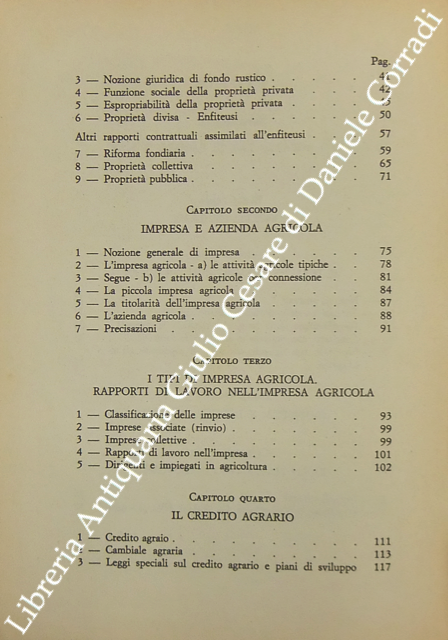 Pag.
3 — Nozione giuridica di fondo rustico . . . . . 41
4 — Funzione sociale della proprietà privata . . . . 42
5 — Espropriabilità della proprietà privata . . . .
6 — Proprietà divisa - Enfiteusi . . . . . 50
Altri rapporti contrattuali assimilati all'enfiteusi . . . 57
7 — Riforma fondiaria . . . . . . . . 59
8 — Proprietà collettiva . . . . . . . 65
9 — Proprietà pubblica . . . . . . . . 71
CAPITOLO SECONDO
IMPRESA E AZIENDA AGRICOLA
1 — Nozione generale di impresa . . . . . . 75
2 — L'impresa agricola - a) le attività agricole tipiche . . 78
3 — Segue - b) le attività agricole per connessione . . 81
4 — La piccola impresa agricola . . . . . . 84
5 — La titolarità dell'impresa agricola . . . . . 87
6 — L'azienda agricola . . . . . . . . 88
7 — Precisazioni . . . . . . . . . 91
CAPITOLO TERZO
I TIPI DI IMPRESA AGRICOLA.
RAPPORTI DI LAVORO NELL'IMPRESA AGRICOLA
1 — Classificazione delle imprese . . . . . . 93
2 — Imprese associate (rinvio) . . . . . . . 99
3 — Imprese collettive . . . . . . . . 99
4 — Rapporti di lavoro nell'impresa . . . . . . 101
5 — Dirigenti e impiegati in agricoltura . . . . . 102
CAPITOLO QUARTO
IL CREDITO AGRARIO
1 — Credito agraio . . . . . . . . . 111
2 — Cambiale agraria . . . . . . . . 113
3 — Leggi speciali sul credito agrario e piani di sviluppo 117
Libreria Antiquaria Giulio Cesare di Daniele Corradi